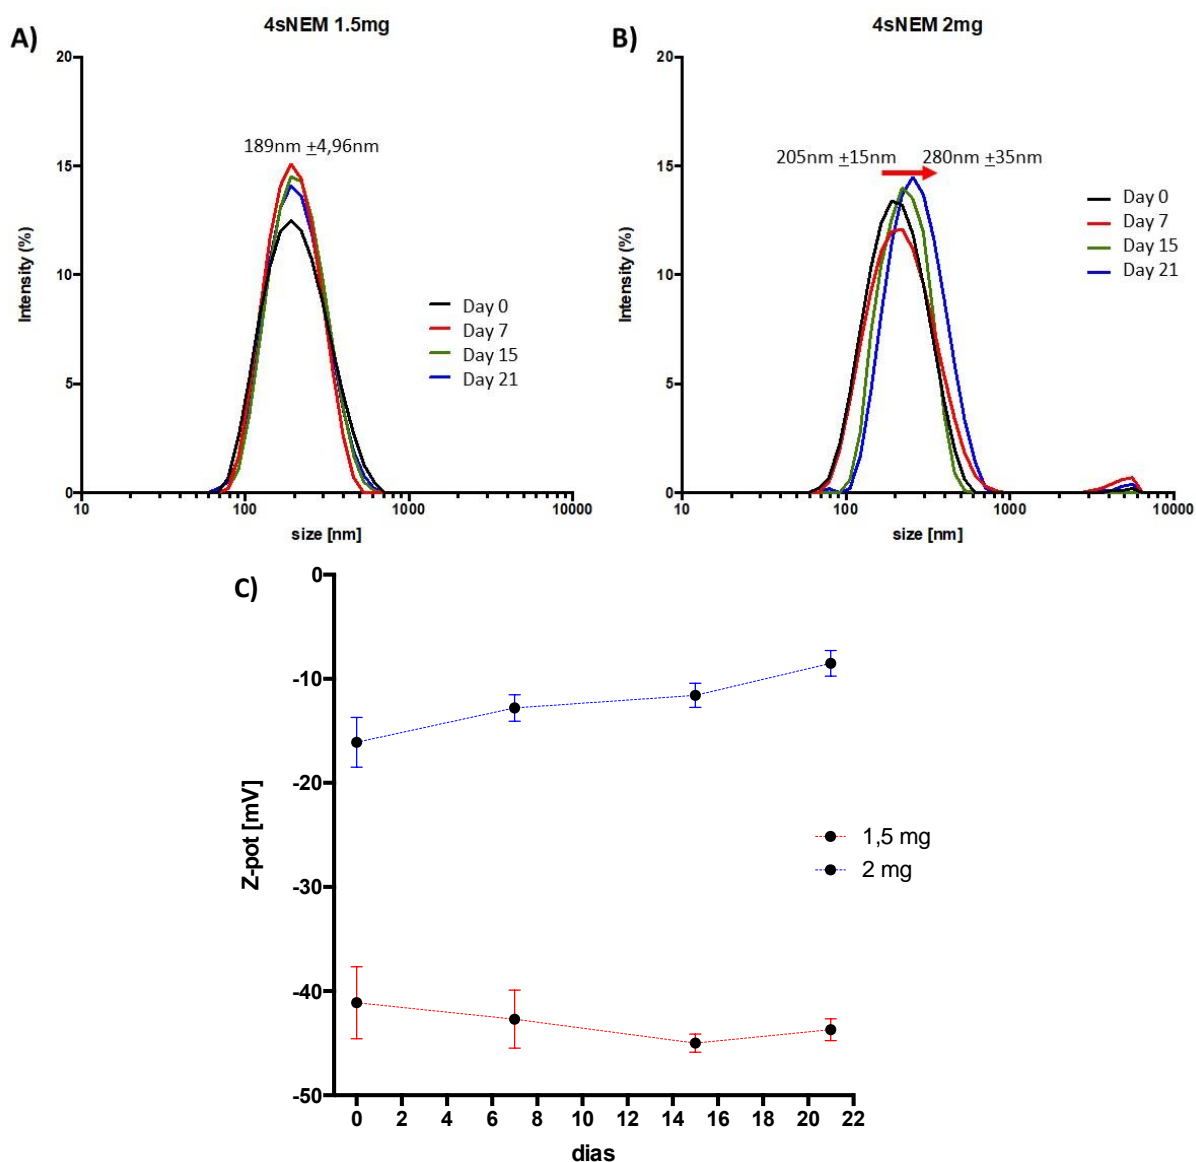 A)
4sNEM 1.5mg
20
15
10
5
0
Intensity (%)
189nm ±4,96nm
Day 0
Day 7
Day 15
Day 21
10
100
1000
10000
size [nm]
B)
4sNEM 2mg
20
15
10
5
0
Intensity (%)
205nm ±15nm
280nm ±35nm
Day 0
Day 7
Day 15
Day 21
10
100
1000
10000
size [nm]
C)
0
-10
-20
-30
-40
-50
Z-pot [mV]
1,5 mg
2 mg
0 2 4 6 8 10 12 14 16 18 20 22
dias